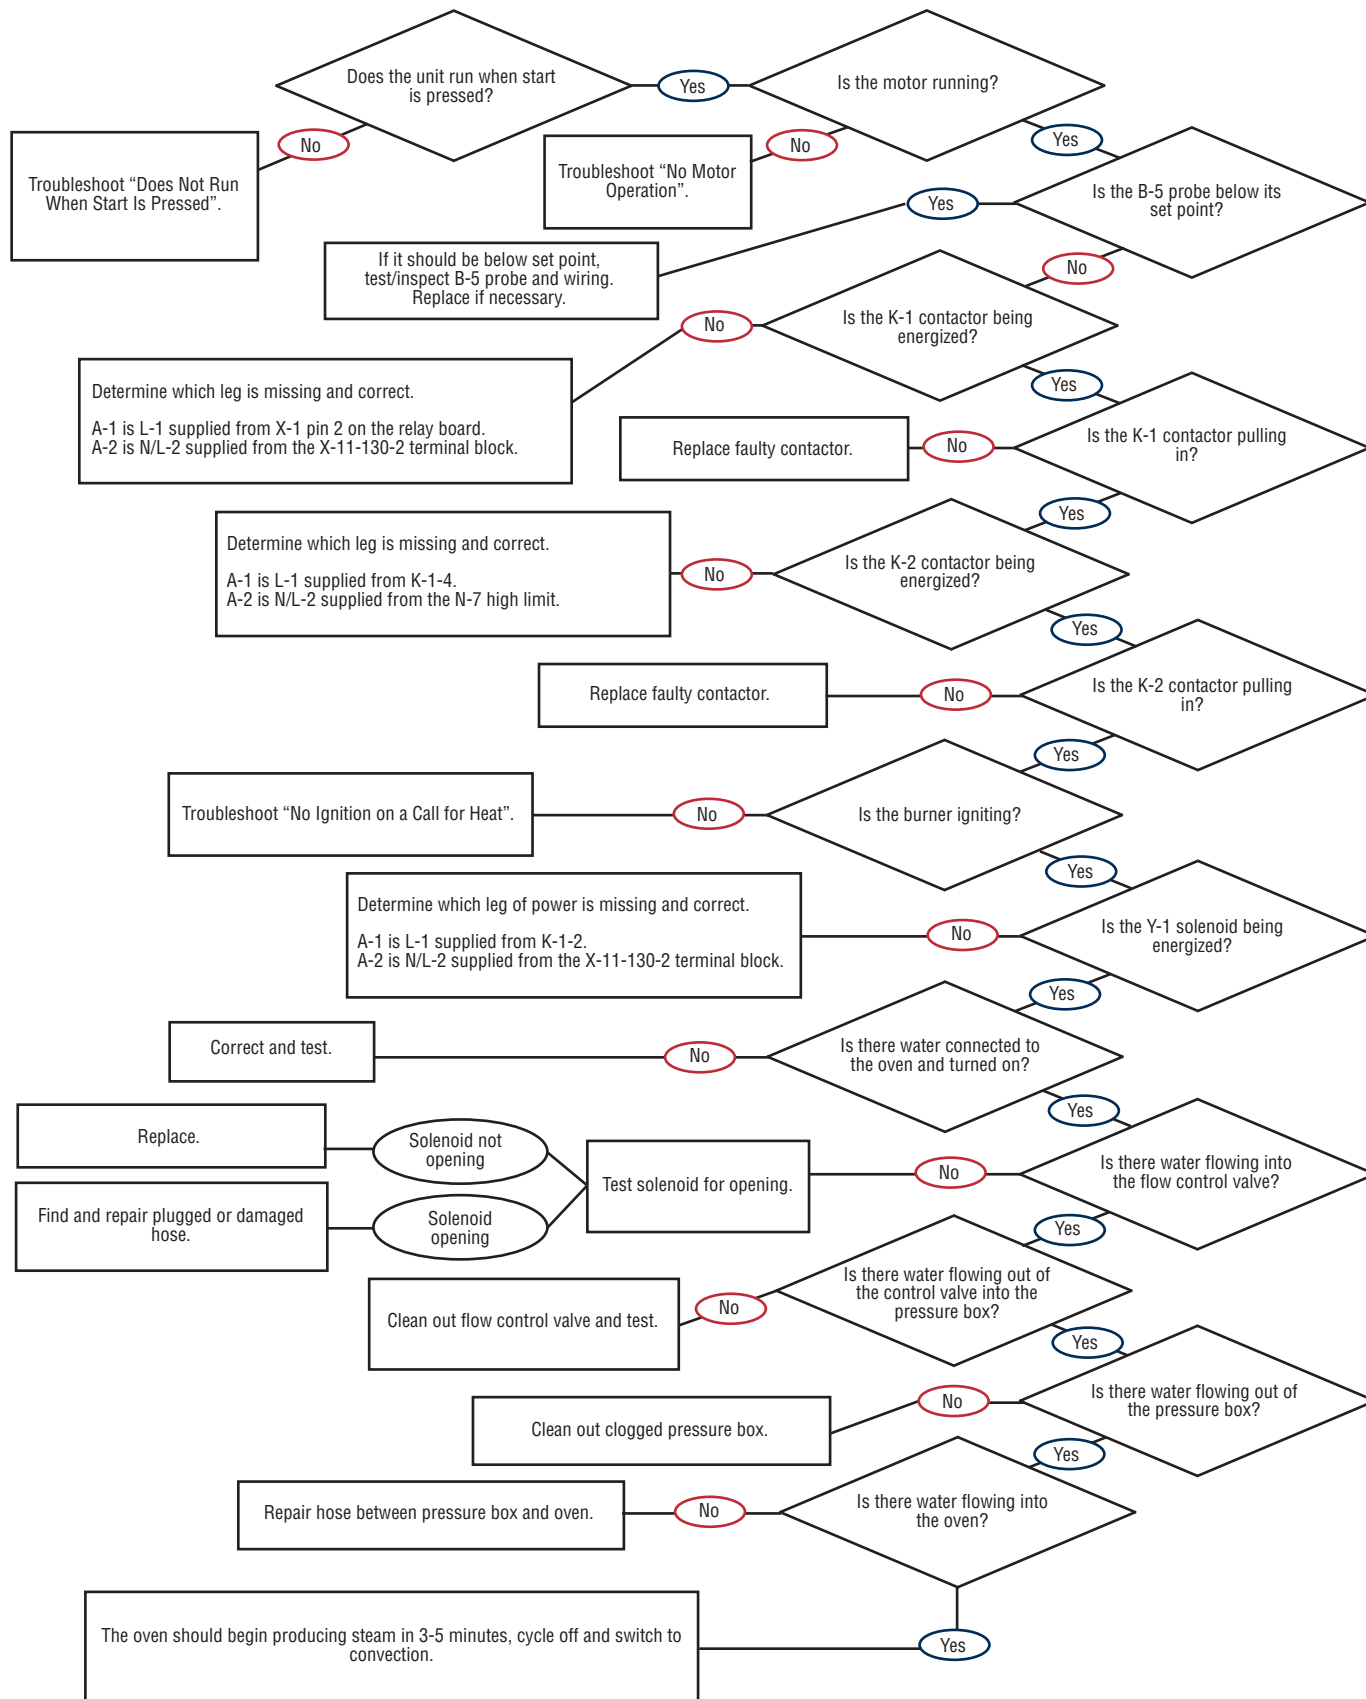 Does the unit run when start
is pressed?
Yes
Is the motor running?
No
Troubleshoot “Does Not Run
When Start Is Pressed”.
No
Troubleshoot “No Motor
Operation”.
Yes
Is the B-5 probe below its
set point?
Yes
If it should be below set point,
test/inspect B-5 probe and wiring.
Replace if necessary.
No
Is the K-1 contactor being
energized?
No
Determine which leg is missing and correct.
A-1 is L-1 supplied from X-1 pin 2 on the relay board.
A-2 is N/L-2 supplied from the X-11-130-2 terminal block.
Yes
Is the K-1 contactor pulling
in?
No
Replace faulty contactor.
Yes
Is the K-2 contactor being
energized?
No
Determine which leg is missing and correct.
A-1 is L-1 supplied from K-1-4.
A-2 is N/L-2 supplied from the N-7 high limit.
Yes
Is the K-2 contactor pulling
in?
No
Replace faulty contactor.
Yes
Is the burner igniting?
No
Troubleshoot “No Ignition on a Call for Heat”.
Yes
Is the Y-1 solenoid being
energized?
No
Determine which leg of power is missing and correct.
A-1 is L-1 supplied from K-1-2.
A-2 is N/L-2 supplied from the X-11-130-2 terminal block.
Yes
Is there water connected to
the oven and turned on?
No
Correct and test.
Yes
Is there water flowing into
the flow control valve?
No
Test solenoid for opening.
Solenoid not
opening
Replace.
Solenoid
opening
Find and repair plugged or damaged
hose.
Yes
Is there water flowing out of
the control valve into the
pressure box?
No
Clean out flow control valve and test.
Yes
Is there water flowing out of
the pressure box?
No
Clean out clogged pressure box.
Yes
Is there water flowing into
the oven?
No
Repair hose between pressure box and oven.
Yes
The oven should begin producing steam in 3-5 minutes, cycle off and switch to
convection.